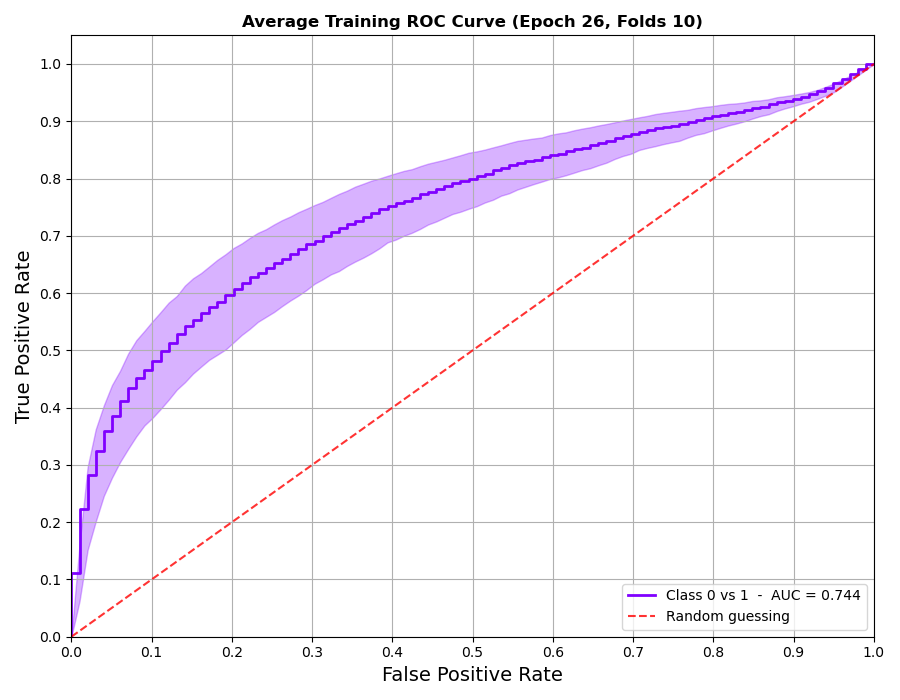 Average Training ROC Curve (Epoch 26, Folds 10)
True Positive Rate
1.0
0.9
0.8
0.7
0.6
0.5
0.4
0.3
0.2
0.1
0.0
Class 0 vs 1 - AUC = 0.744
Random guessing
0.0 0.1 0.2 0.3 0.4 0.5 0.6 0.7 0.8 0.9 1.0
False Positive Rate